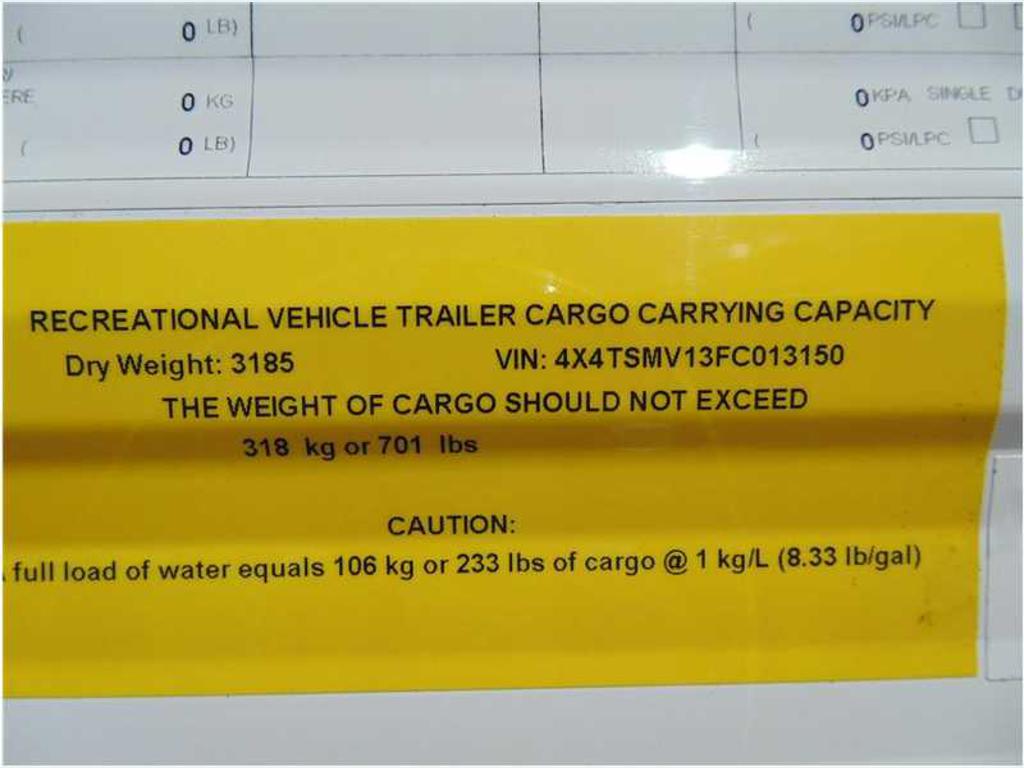 ( 0 LB) ( 0 PSI/LPC
ERE 0 KG 0 KPA SINGLE
( 0 LB) ( 0 PSI/LPC
RECREATIONAL VEHICLE TRAILER CARGO CARRYING CAPACITY
Dry Weight: 3185 VIN: 4X4TSMV13FC013150
THE WEIGHT OF CARGO SHOULD NOT EXCEED
318 kg or 701 lbs
CAUTION:
full load of water equals 106 kg or 233 lbs of cargo @ 1 kg/L (8.33 lb/gal)